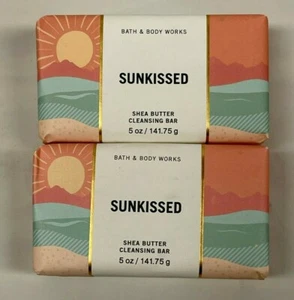 BATH & BODY WORKS
SUNKISSED
SHEA BUTTER
CLEANSING BAR
5 oz / 141.75 g
BATH & BODY WORKS
SUNKISSED
SHEA BUTTER
CLEANSING BAR
5 oz / 141.75 g